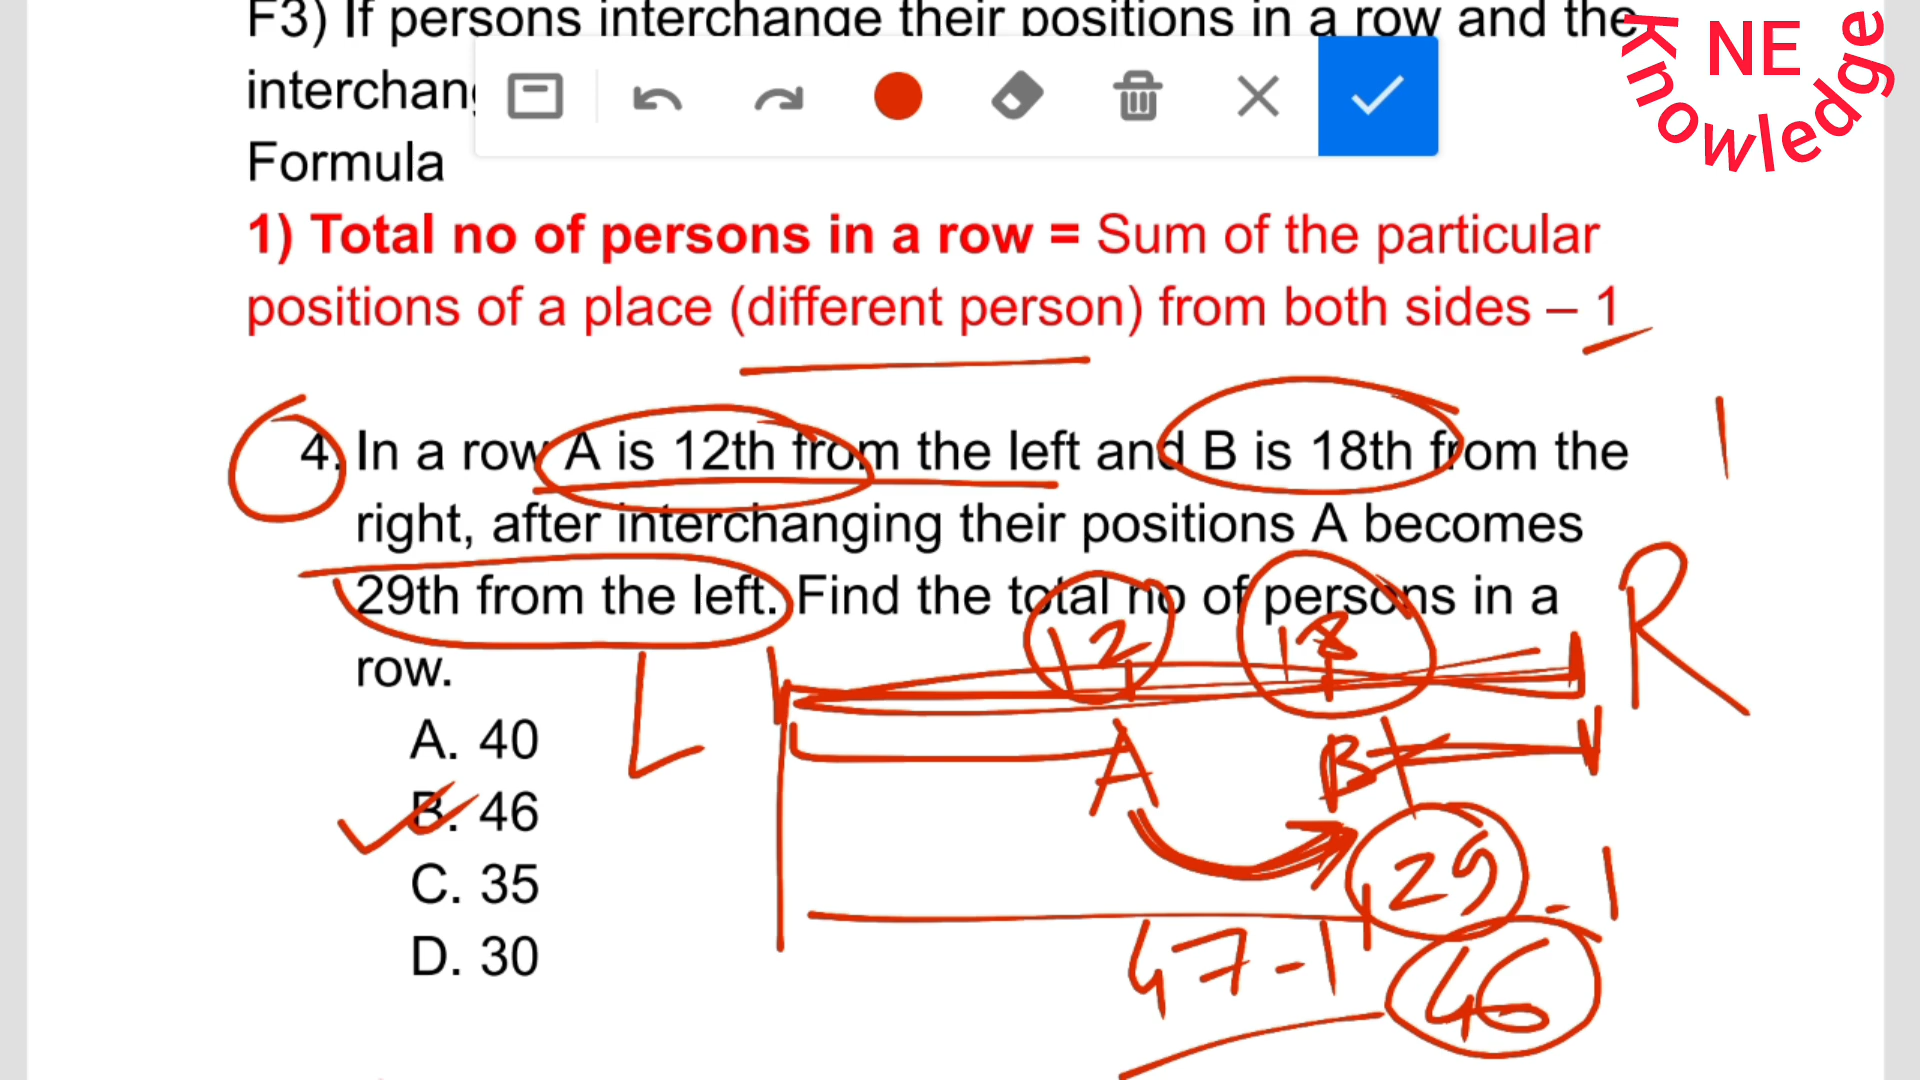 F3) If persons interchange their positions in a row and the
interchan
Formula
1) Total no of persons in a row = Sum of the particular
positions of a place (different person) from both sides – 1
4. In a row A is 12th from the left and B is 18th from the
right, after interchanging their positions A becomes
29th from the left. Find the total no of persons in a
row.
A. 40
B. 46
C. 35
D. 30
NE
Knowledge
L
R
12
18
A
B
29 - 1
47-1
46